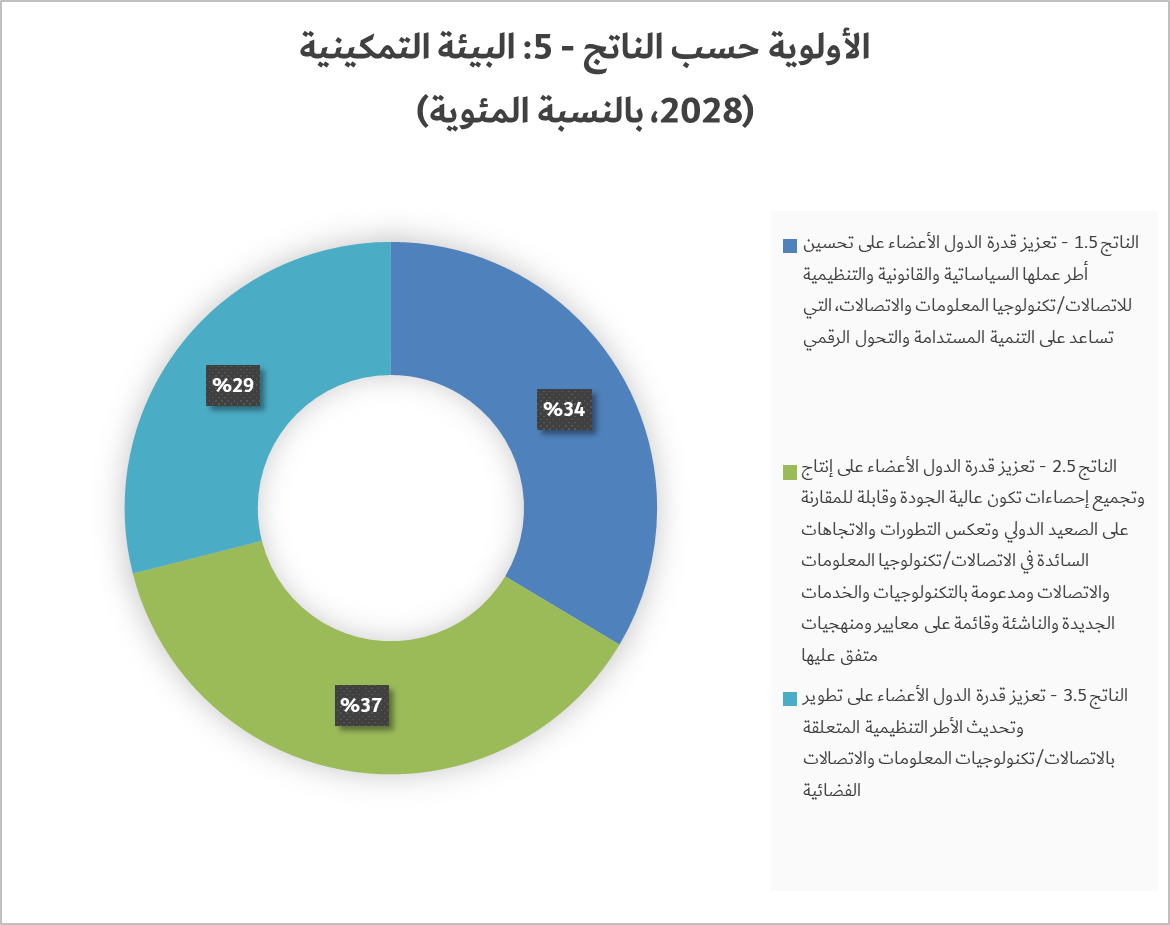 الأولوية حسب الناتج - 5: البيئة التمكينية
(2028، بالنسبة المئوية)
الناتج 1.5 - تعزيز قدرة الدول الأعضاء على تحسين
أطر عملها السياساتية والقانونية والتنظيمية
للاتصالات/تكنولوجيا المعلومات والاتصالات، التي
تساعد على التنمية المستدامة والتحول الرقمي
الناتج 2.5 - تعزيز قدرة الدول الأعضاء على إنتاج
وتجميع إحصاءات تكون عالية الجودة وقابلة للمقارنة
على الصعيد الدولي وتعكس التطورات والاتجاهات
السائدة في الاتصالات/تكنولوجيا المعلومات
والاتصالات ومدعومة بالتكنولوجيات والخدمات
الجديدة والناشئة وقائمة على معايير ومنهجيات
متفق عليها
الناتج 3.5 - تعزيز قدرة الدول الأعضاء على تطوير
وتحديث الأطر التنظيمية المتعلقة
بالاتصالات/تكنولوجيات المعلومات والاتصالات
الفضائية
%29
%34
%37